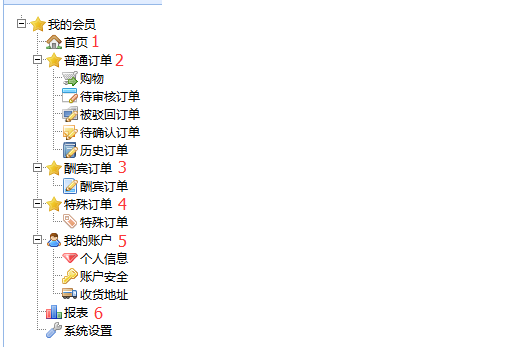 我的会员
首页 1
普通订单 2
购物
待审核订单
被驳回订单
待确认订单
历史订单
酬宾订单 3
酬宾订单
特殊订单 4
特殊订单
我的账户 5
个人信息
账户安全
收货地址
报表 6
系统设置